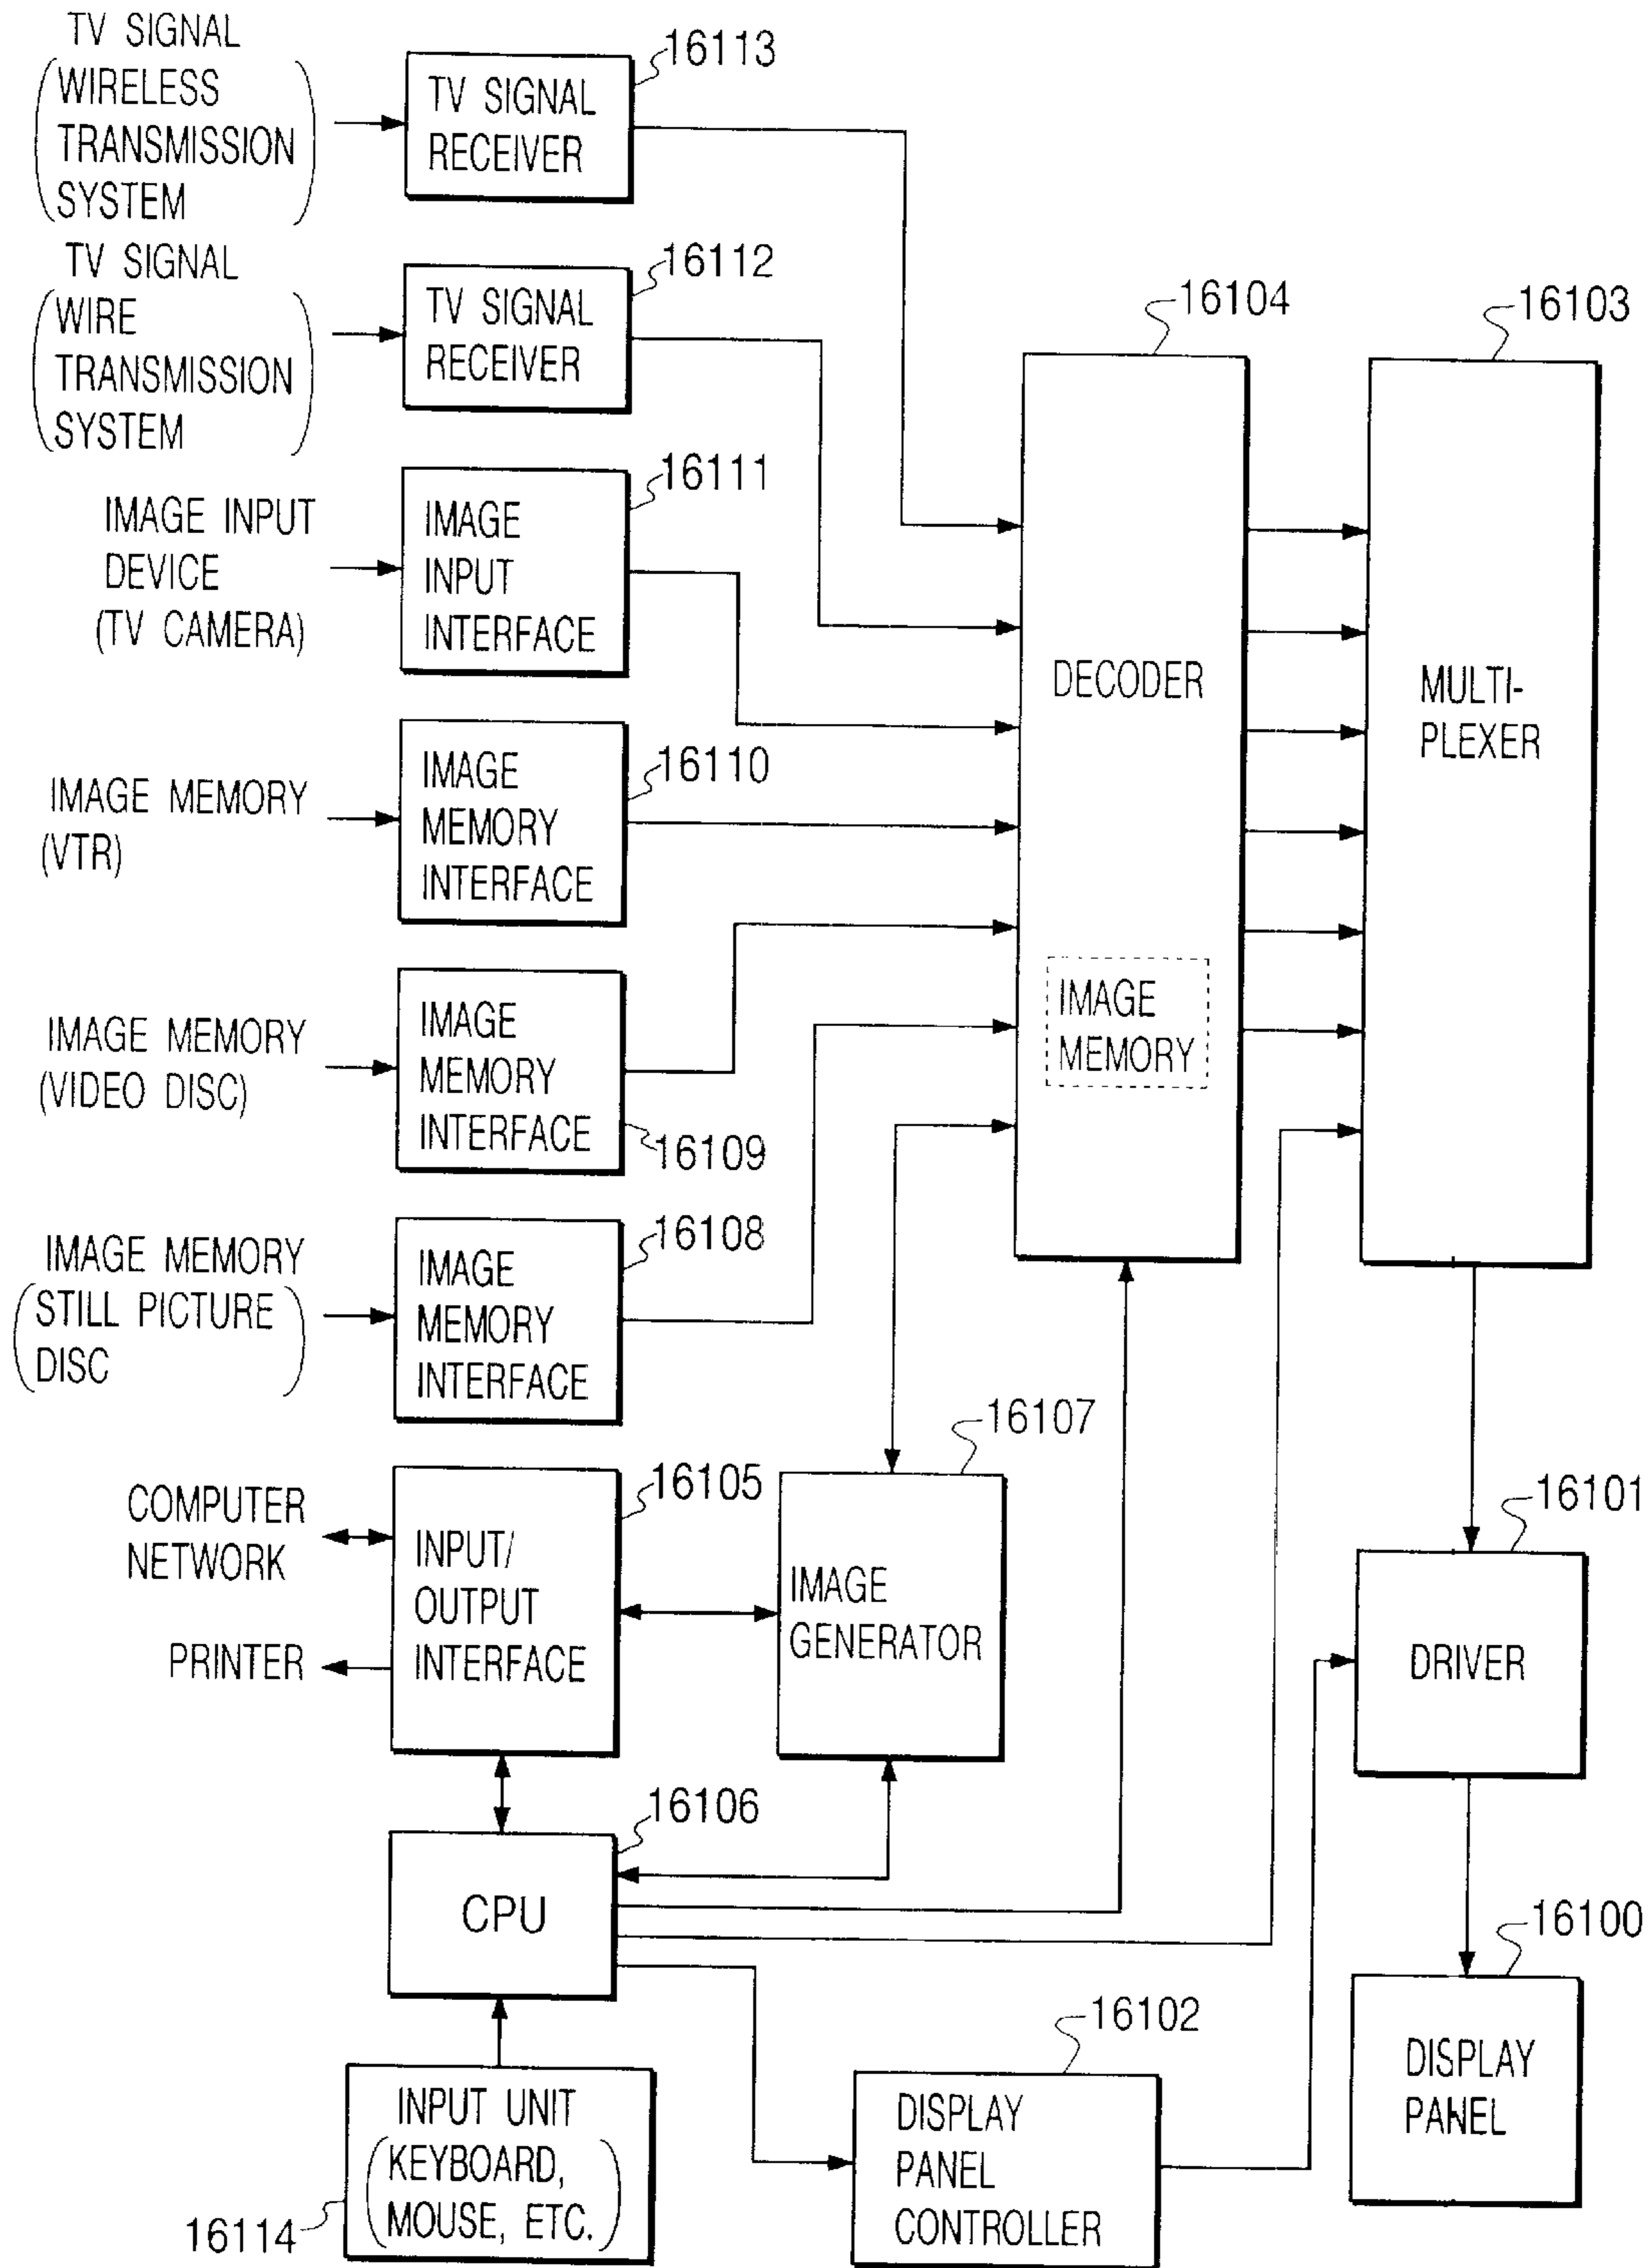 TV SIGNAL
WIRELESS
TRANSMISSION
SYSTEM
TV SIGNAL
RECEIVER
16113
TV SIGNAL
WIRE
TRANSMISSION
SYSTEM
TV SIGNAL
RECEIVER
16112
IMAGE INPUT
DEVICE
(TV CAMERA)
IMAGE
INPUT
INTERFACE
16111
IMAGE MEMORY
(VTR)
IMAGE
MEMORY
INTERFACE
16110
IMAGE MEMORY
(VIDEO DISC)
IMAGE
MEMORY
INTERFACE
16109
IMAGE MEMORY
(STILL PICTURE
DISC)
IMAGE
MEMORY
INTERFACE
16108
16104
DECODER
IMAGE
MEMORY
16103
MULTI-
PLEXER
COMPUTER
NETWORK
PRINTER
16105
INPUT/
OUTPUT
INTERFACE
16107
IMAGE
GENERATOR
16101
DRIVER
16106
CPU
16100
DISPLAY
PANEL
16102
DISPLAY
PANEL
CONTROLLER
INPUT UNIT
(KEYBOARD,
MOUSE, ETC.)
16114